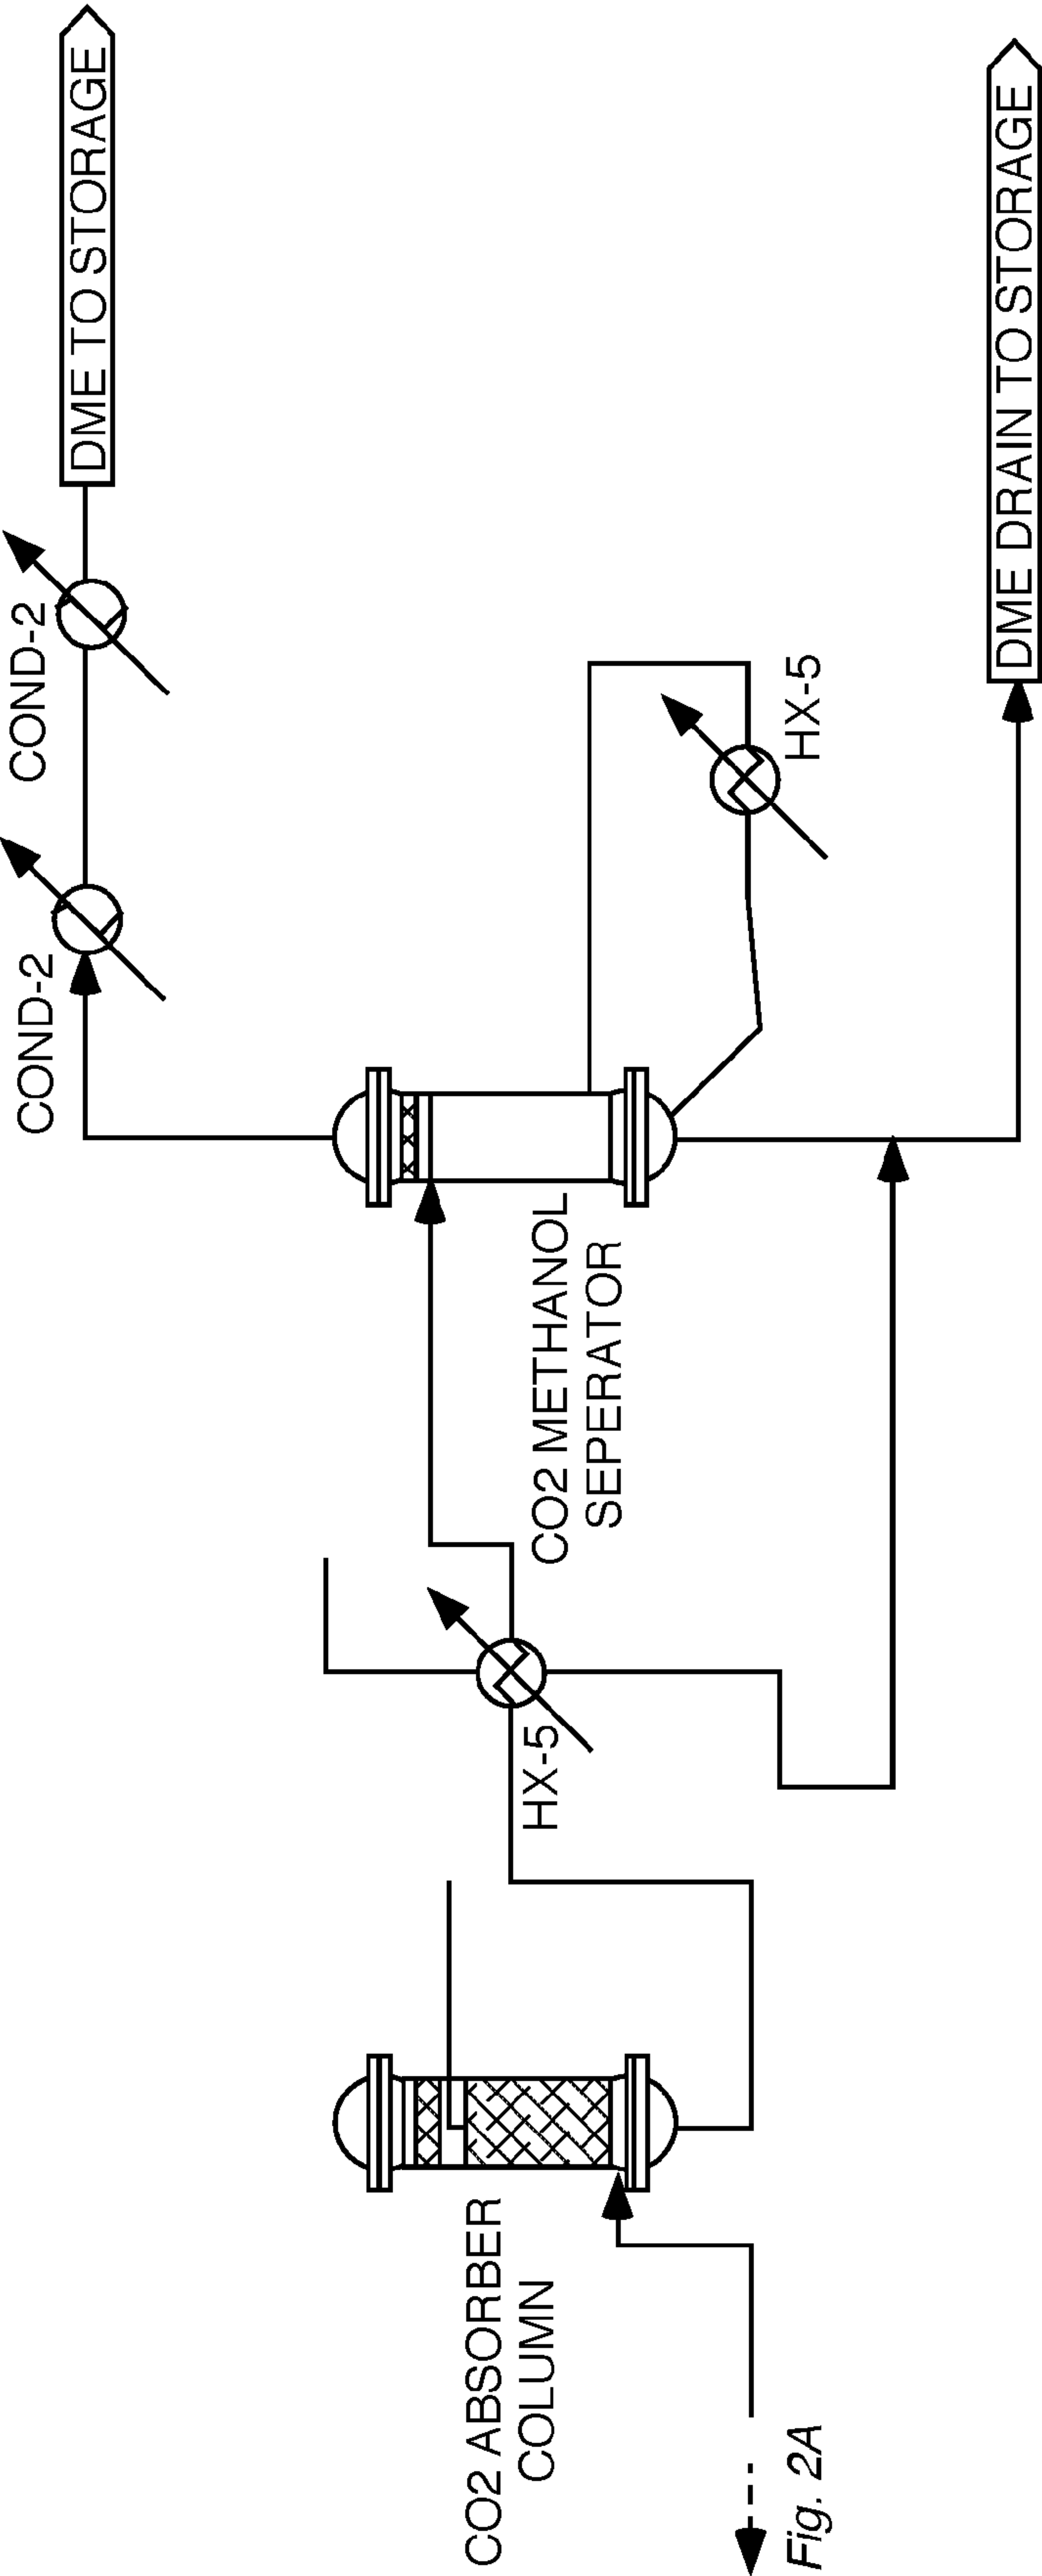 COND-2
COND-2
DME TO STORAGE
HX-5
CO2 METHANOL
SEPERATOR
HX-5
CO2 ABSORBER
COLUMN
DME DRAIN TO STORAGE
Fig. 2A